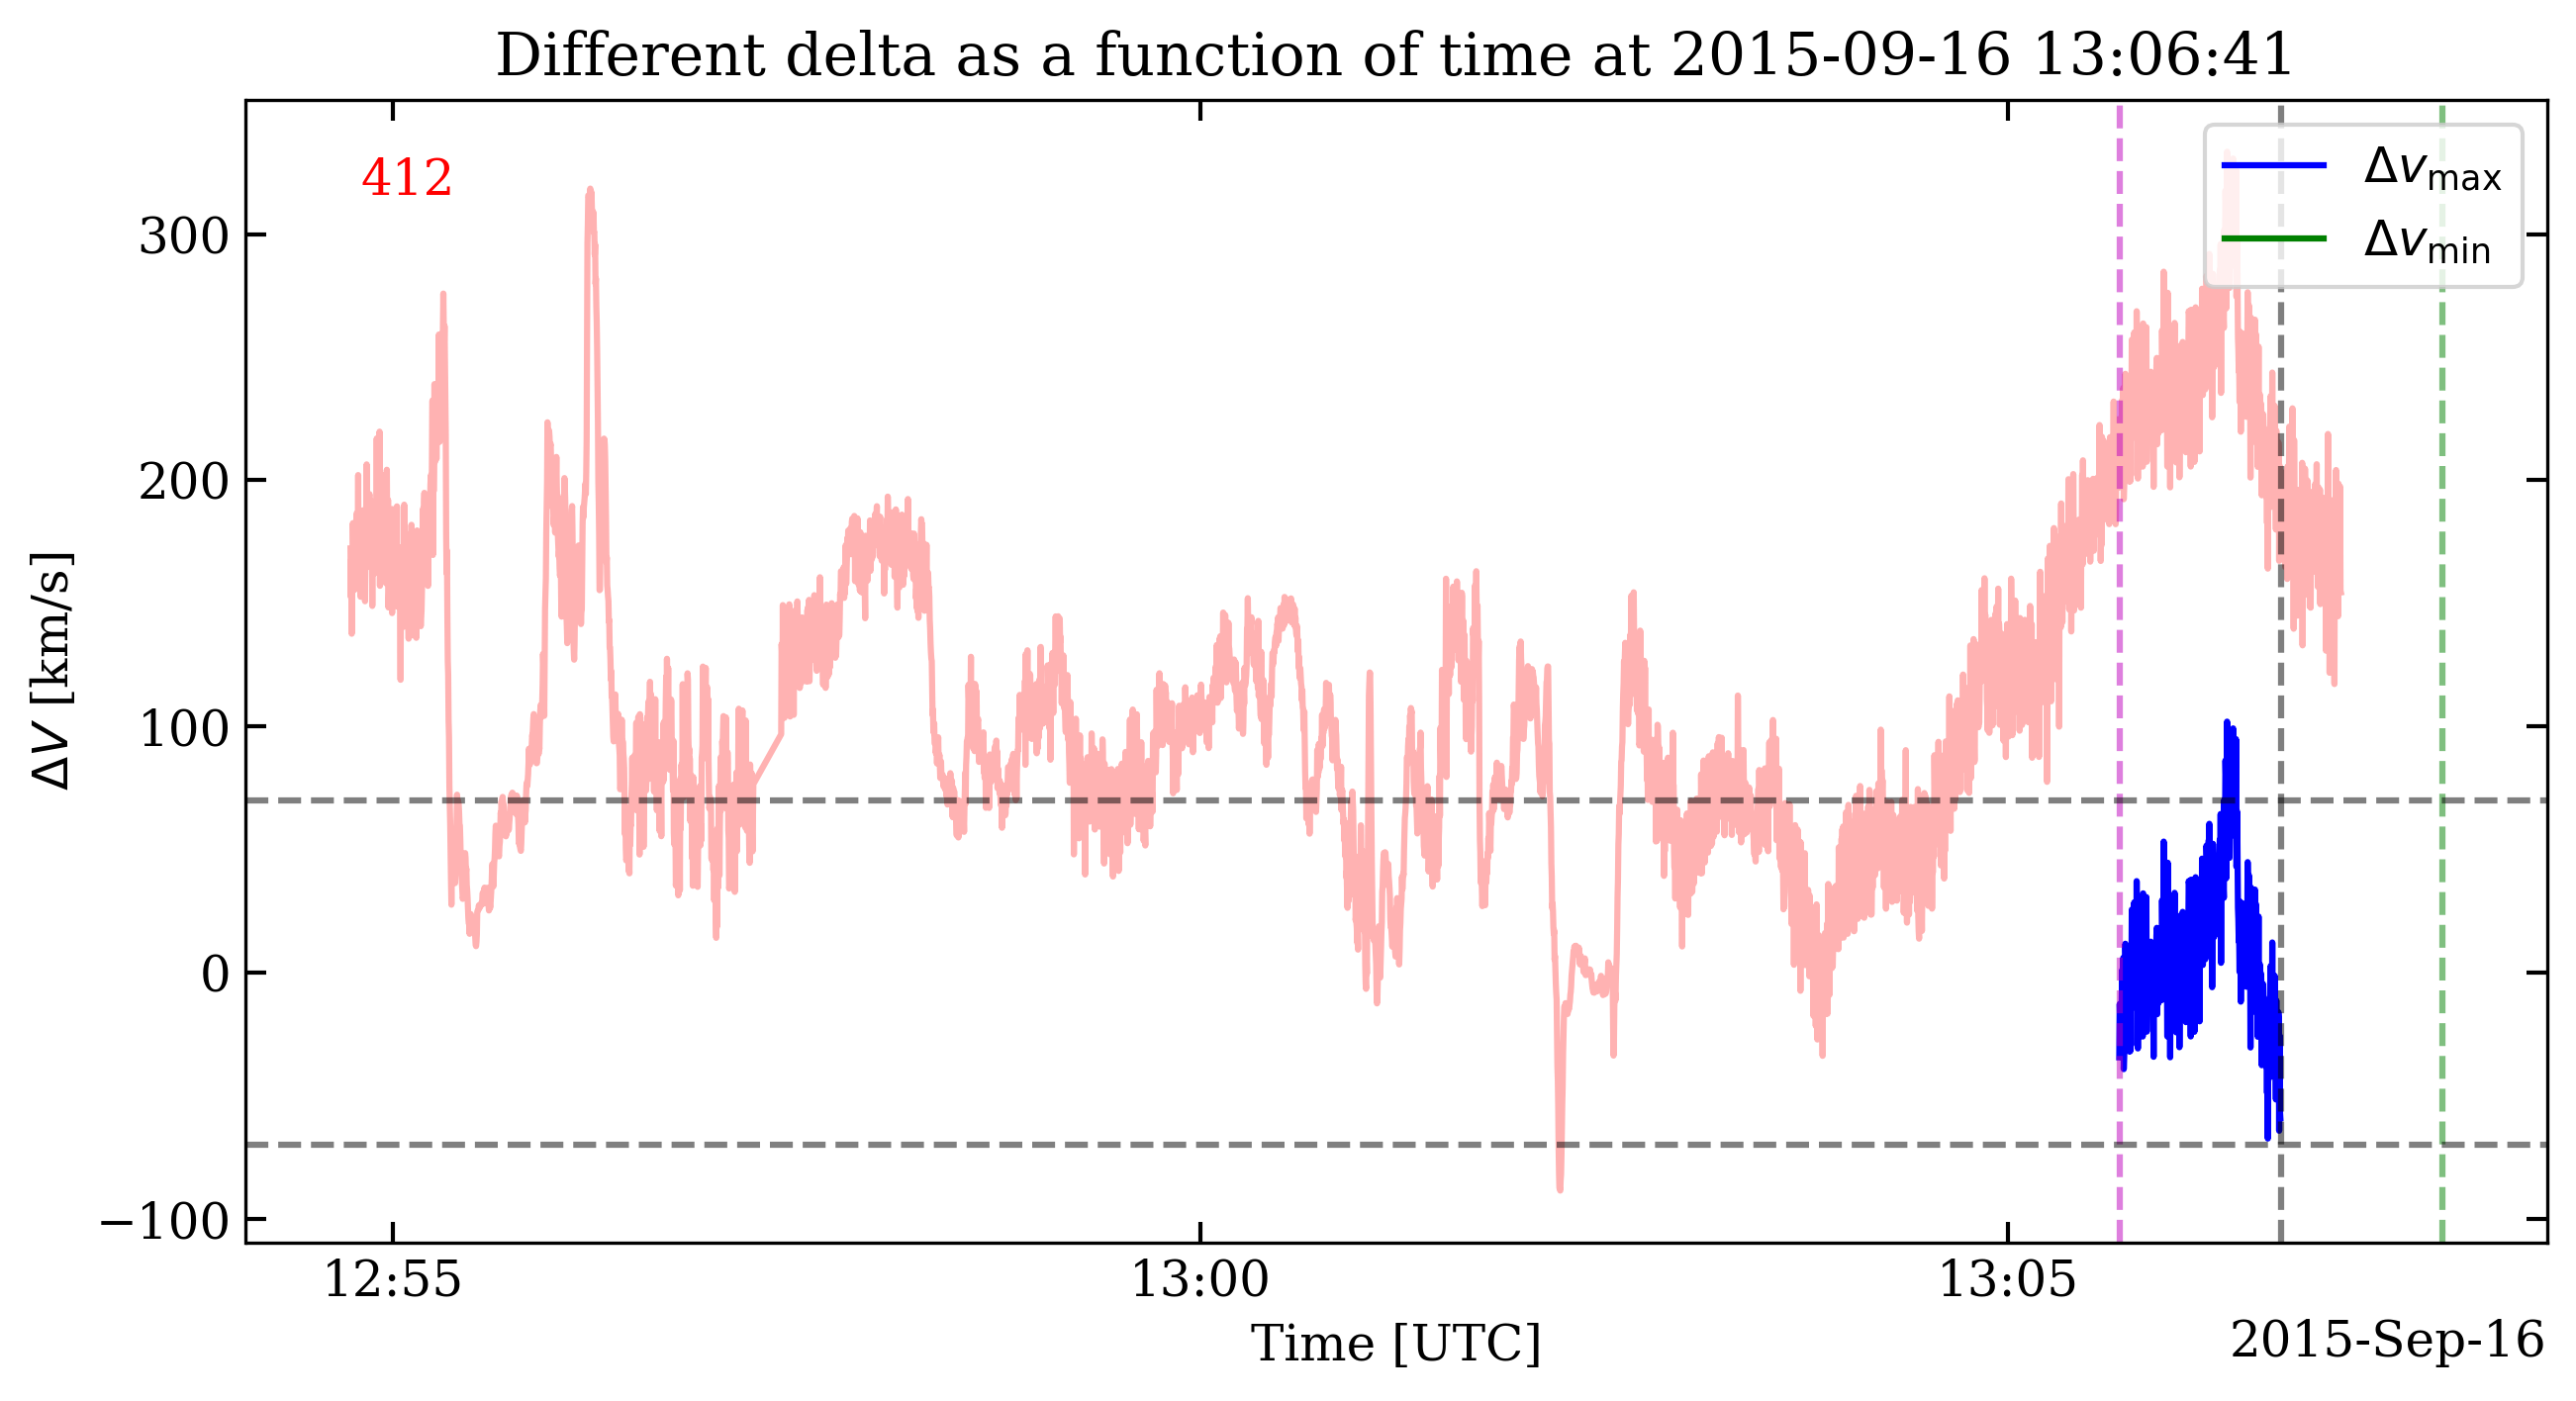 Different delta as a function of time at 2015-09-16 13:06:41
412
Δv_max
Δv_min
300
200
100
0
−100
ΔV [km/s]
12:55 13:00 13:05
Time [UTC]
2015-Sep-16